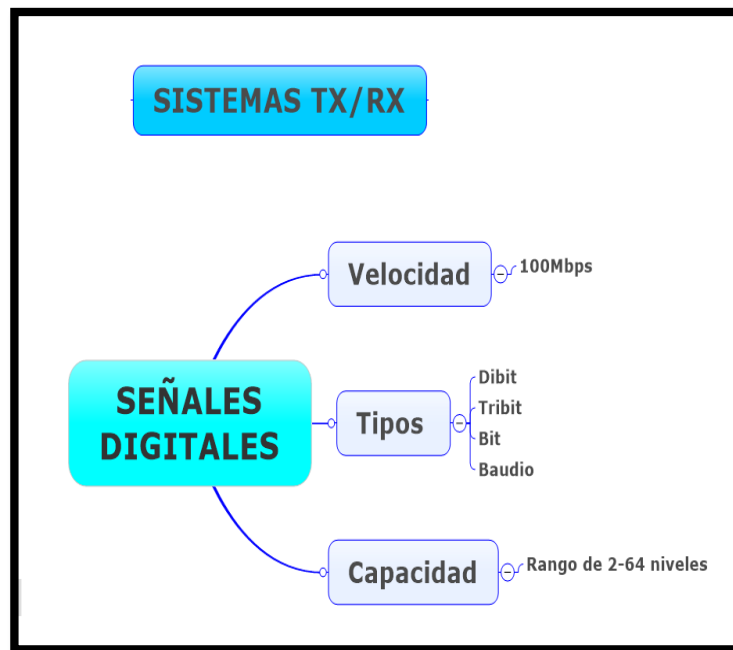 SISTEMAS TX/RX
Velocidad
100Mbps
SEÑALES
DIGITALES
Tipos
Dibit
Tribit
Bit
Baudio
Capacidad
Rango de 2-64 niveles